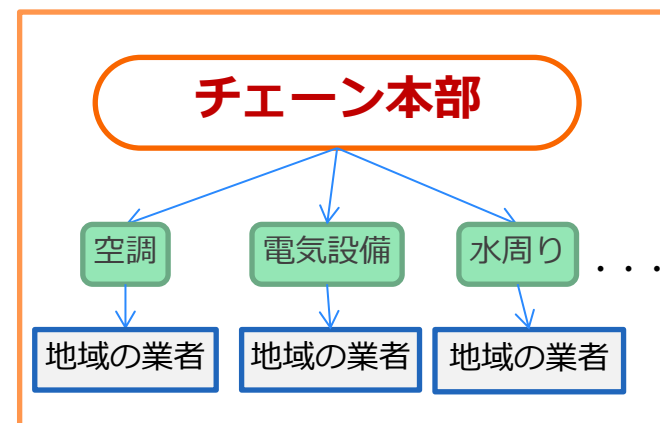 チェーン本部
空調
電気設備
水周り
．．．
地域の業者
地域の業者
地域の業者